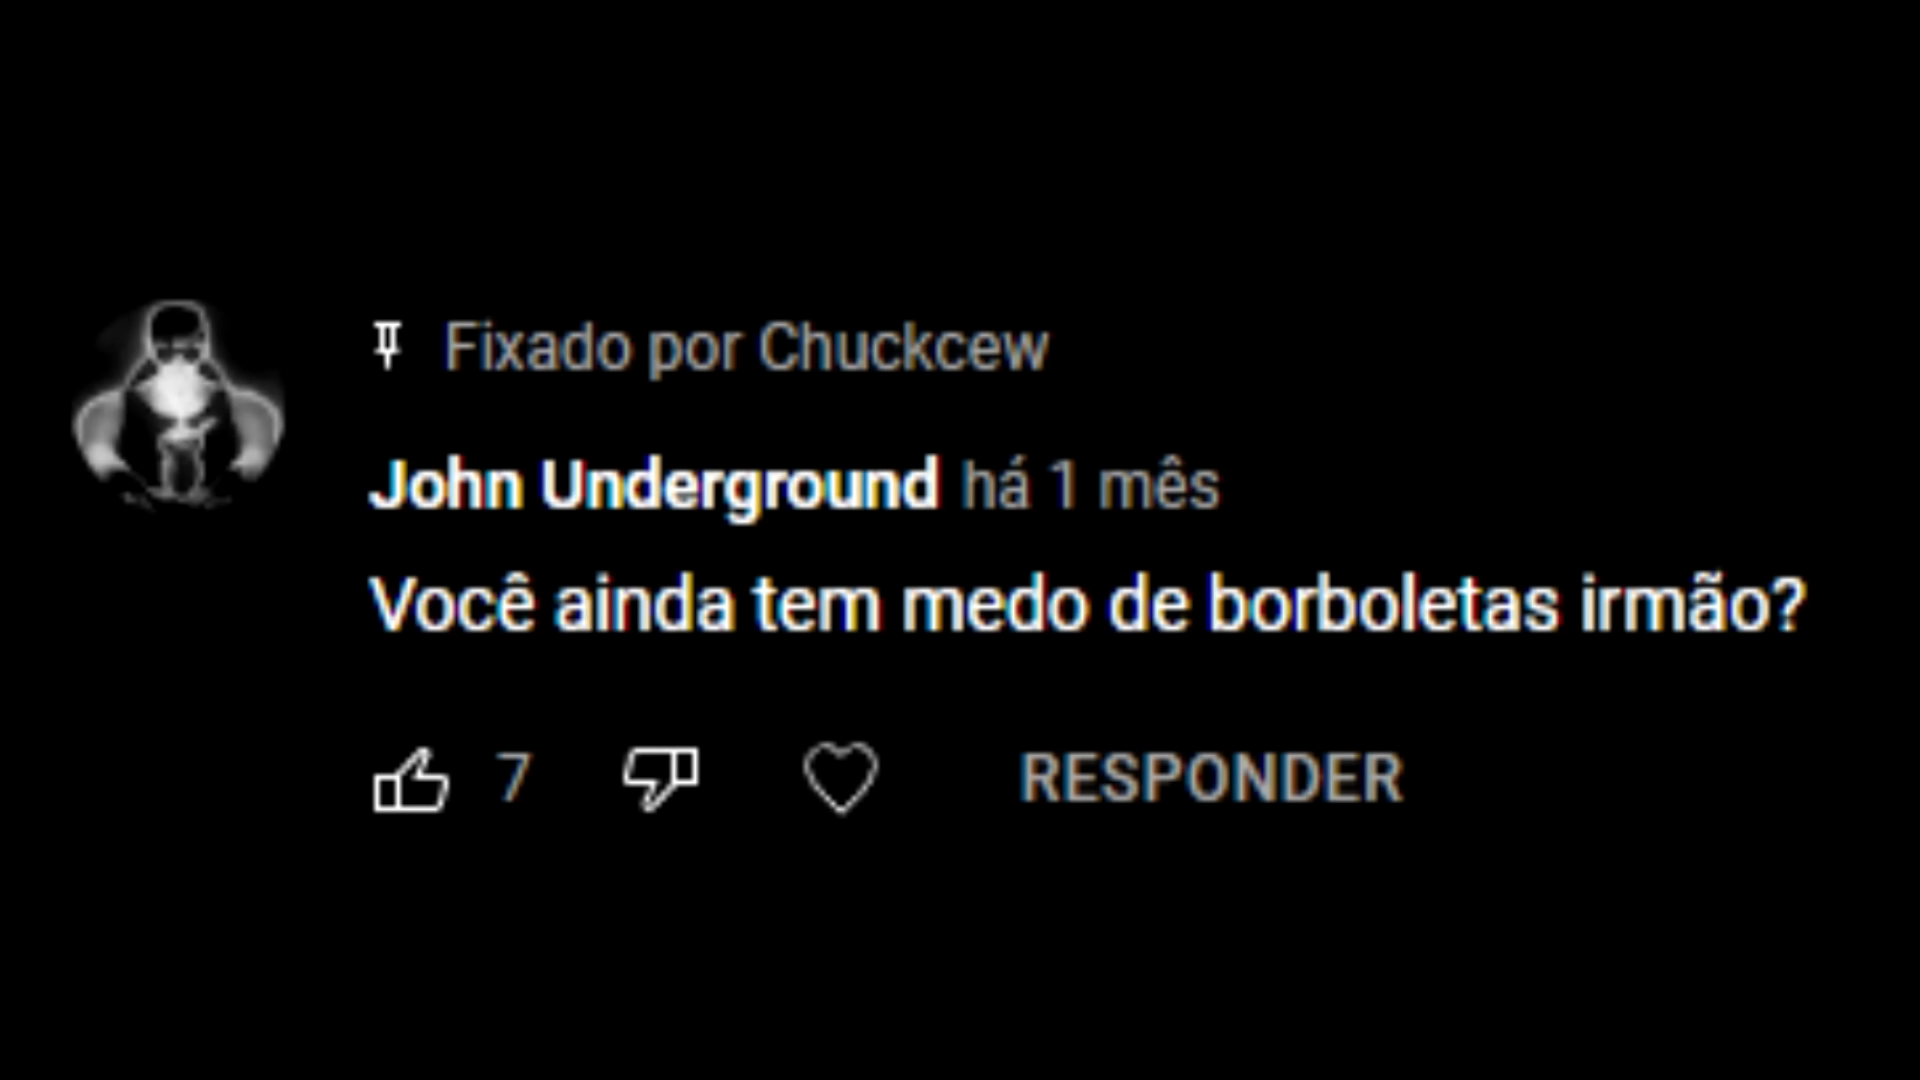 Fixado por Chuckcew
John Underground há 1 mês
Você ainda tem medo de borboletas irmão?
7 RESPONDER